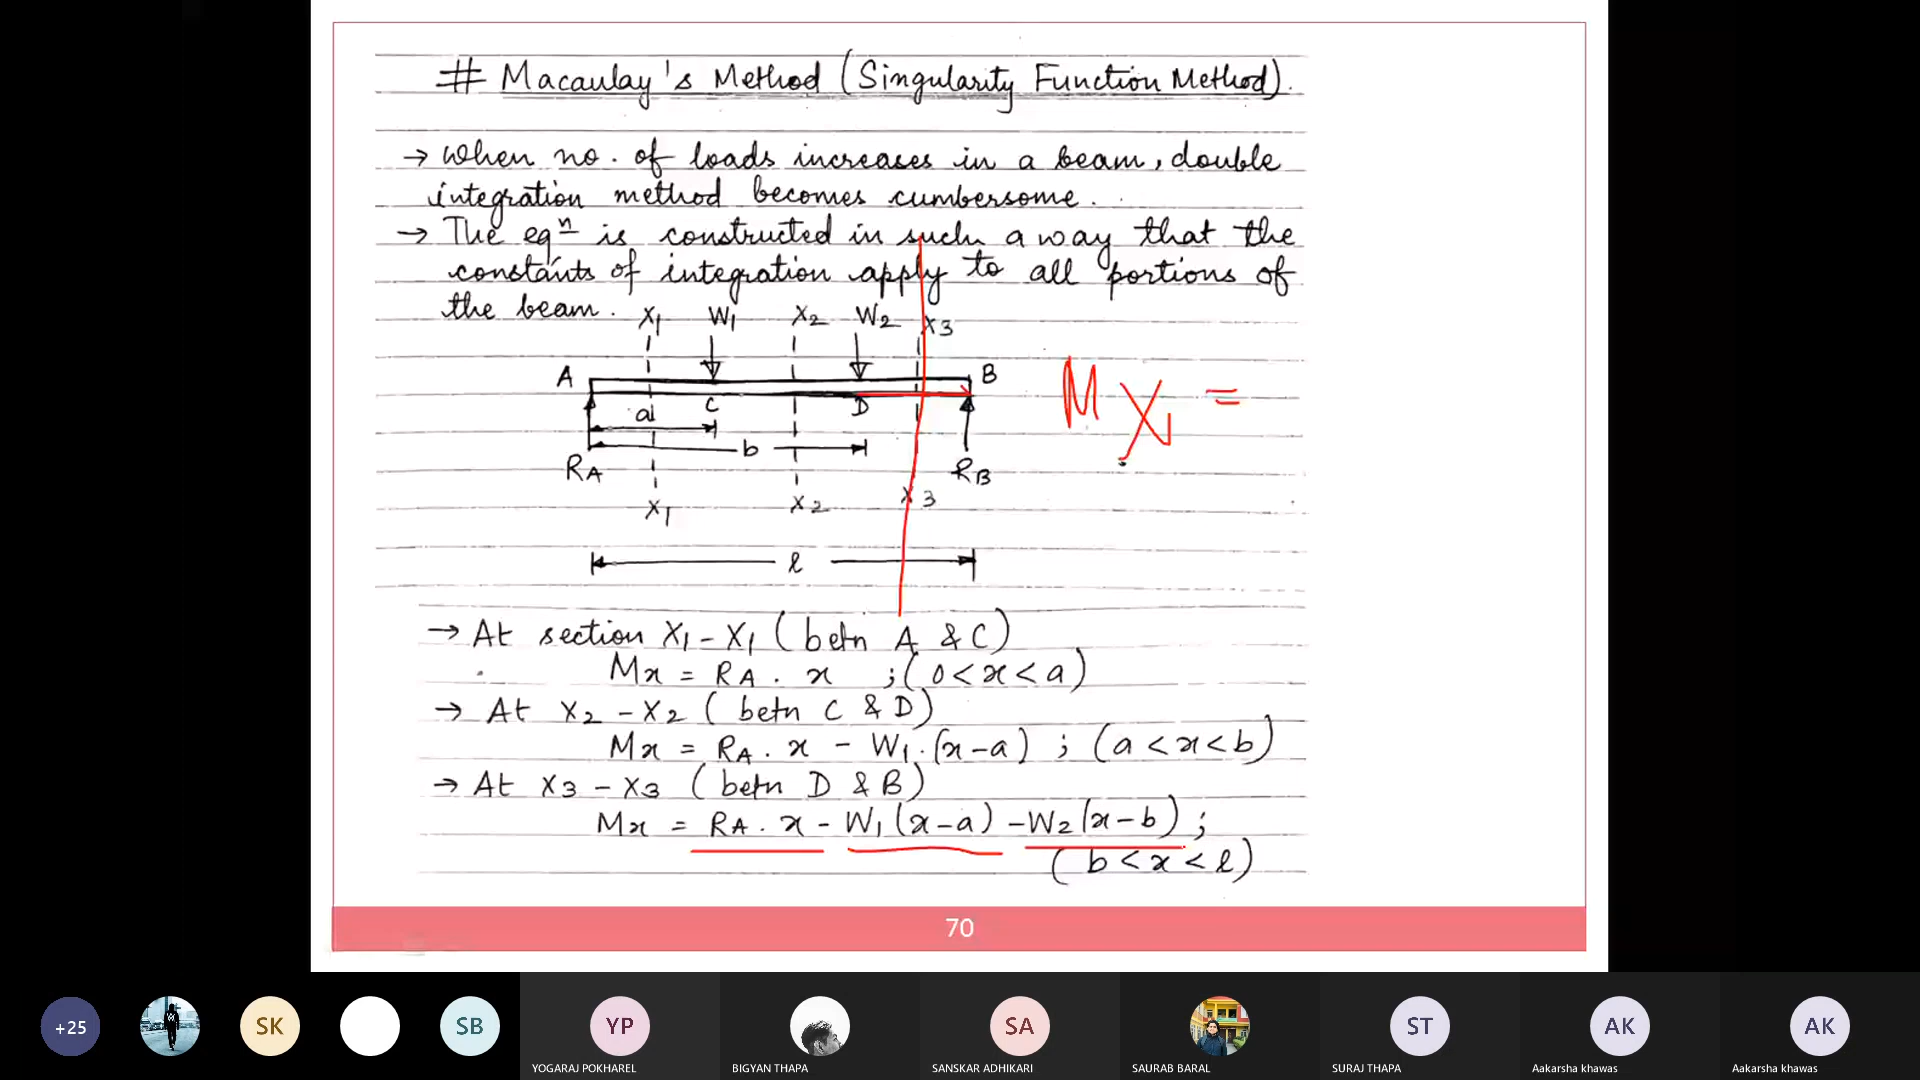 # Macaulay's Method (Singularity Function Method).
→ When no. of loads increases in a beam, double
integration method becomes cumbersome.
→ The eqⁿ is constructed in such a way that the
constants of integration apply to all portions of
the beam.
X1 W1 X2 W2 X3
A B
a C D
b
RA RB
X1 X2 X3
l
M X1 =
→ At section X1 - X1 (betn A & C)
Mx = RA . x ; (0 < x < a)
→ At X2 - X2 (betn C & D)
Mx = RA . x - W1 . (x-a) ; (a < x < b)
→ At X3 - X3 (betn D & B)
Mx = RA . x - W1 (x-a) - W2 (x-b) ;
(b < x < l)
70
+25 SK SB YP SA ST AK AK
YOGARAJ POKHAREL BIGYAN THAPA SANSKAR ADHIKARI SAURAB BARAL SURAJ THAPA Aakarsha khawas Aakarsha khawas